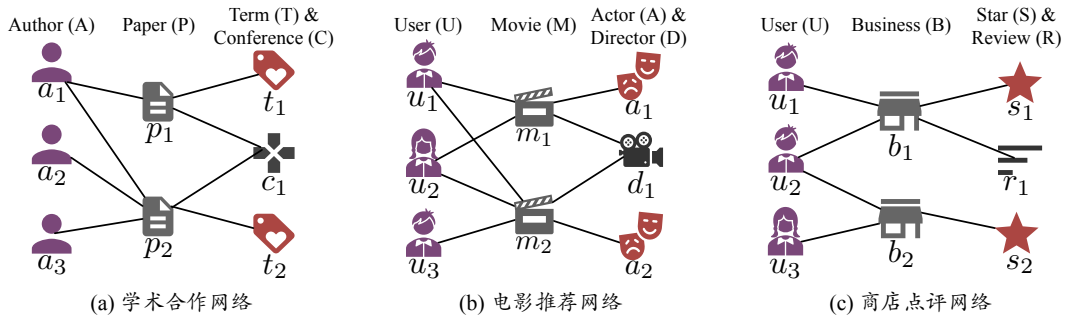 Author (A) Paper (P) Term (T) & Conference (C)
a₁ p₁ t₁
a₂ c₁
a₃ p₂ t₂
(a) 学术合作网络
User (U) Movie (M) Actor (A) & Director (D)
u₁ m₁ a₁
u₂ d₁
u₃ m₂ a₂
(b) 电影推荐网络
User (U) Business (B) Star (S) & Review (R)
u₁ b₁ s₁
u₂ r₁
u₃ b₂ s₂
(c) 商店点评网络